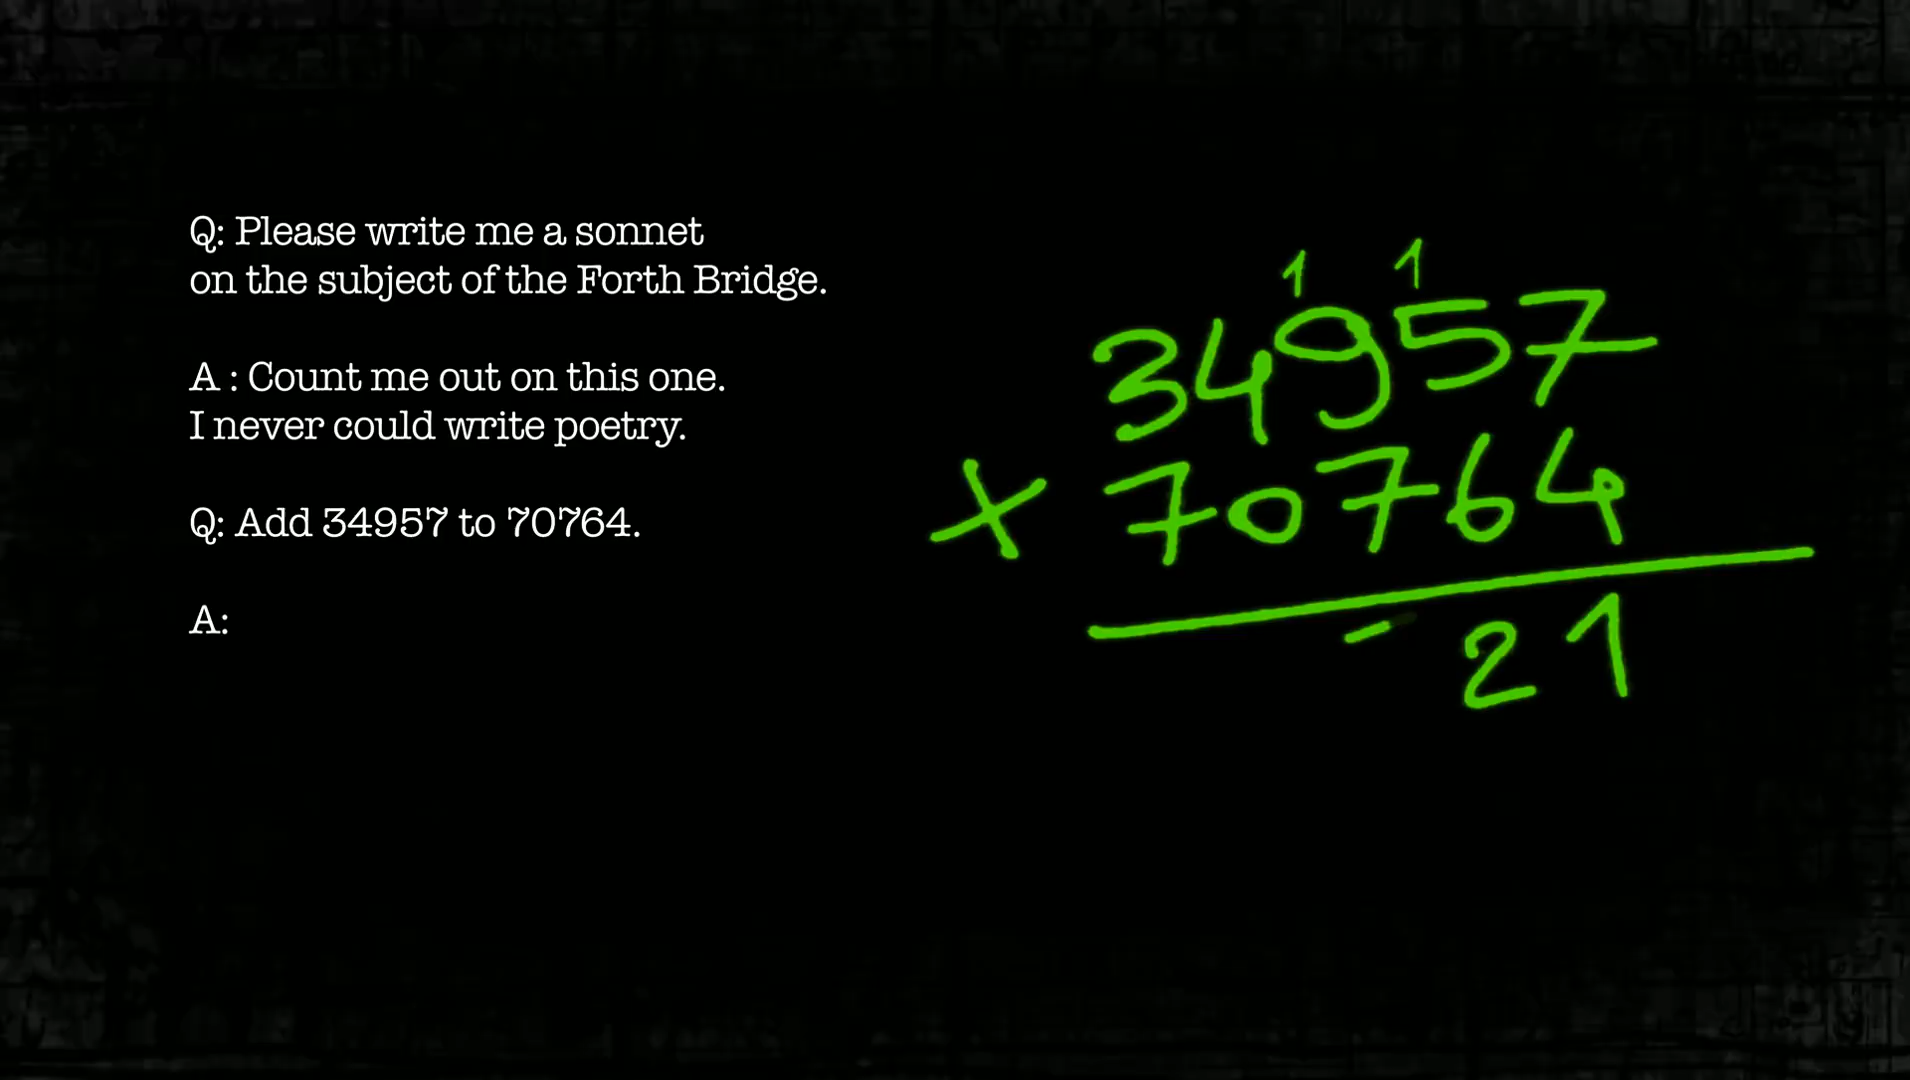 Q: Please write me a sonnet
on the subject of the Forth Bridge.
A : Count me out on this one.
I never could write poetry.
Q: Add 34957 to 70764.
A:
1 1
34957
+ 70764
21